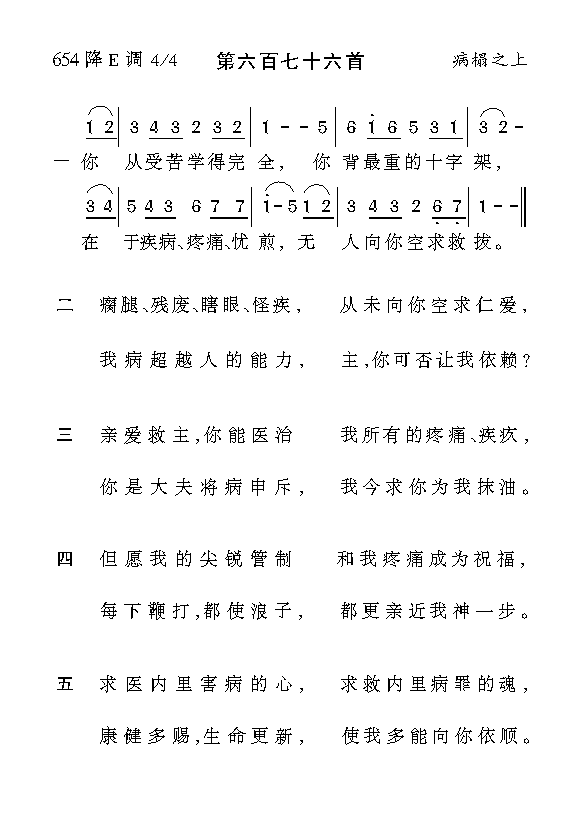 654 降 E 调 4/4 第六百七十六首 病榻之上
1 2 | 3 4 3 2 3 2 | 1 - - 5 | 6 i 6 5 3 1 | 3 2 -
一 你 从受苦学得完 全， 你 背最重的十字 架，
3 4 | 5 4 3 6 7 7 | i - 5 1 2 | 3 4 3 2 6 7 | 1 - - ‖
在 于疾病、疼痛、忧 煎，无 人向你空求救 拔。
二 瘸腿、残废、瞎眼、怪疾， 从未向你空求仁爱，
我病超越人的能力， 主，你可否让我依赖？
三 亲爱救主，你能医治 我所有的疼痛、疾疚，
你是大夫将病申斥， 我今求你为我抹油。
四 但愿我的尖锐管制 和我疼痛成为祝福，
每下鞭打，都使浪子， 都更亲近我神一步。
五 求医内里害病的心， 求救内里病罪的魂，
康健多赐，生命更新， 使我多能向你依顺。